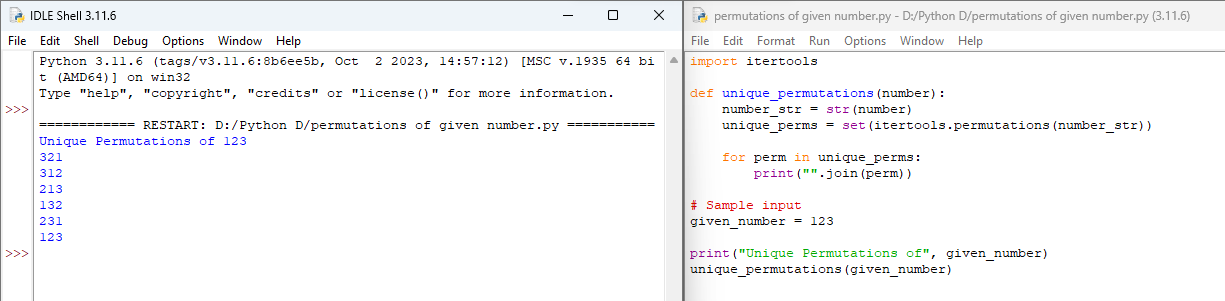 IDLE Shell 3.11.6
File Edit Shell Debug Options Window Help
Python 3.11.6 (tags/v3.11.6:8b6ee5b, Oct  2 2023, 14:57:12) [MSC v.1935 64 bi
t (AMD64)] on win32
Type "help", "copyright", "credits" or "license()" for more information.
>>>
============ RESTART: D:/Python D/permutations of given number.py ===========
Unique Permutations of 123
321
312
213
132
231
123
>>>
permutations of given number.py - D:/Python D/permutations of given number.py (3.11.6)
File Edit Format Run Options Window Help
import itertools
def unique_permutations(number):
    number_str = str(number)
    unique_perms = set(itertools.permutations(number_str))
    for perm in unique_perms:
        print("".join(perm))
# Sample input
given_number = 123
print("Unique Permutations of", given_number)
unique_permutations(given_number)